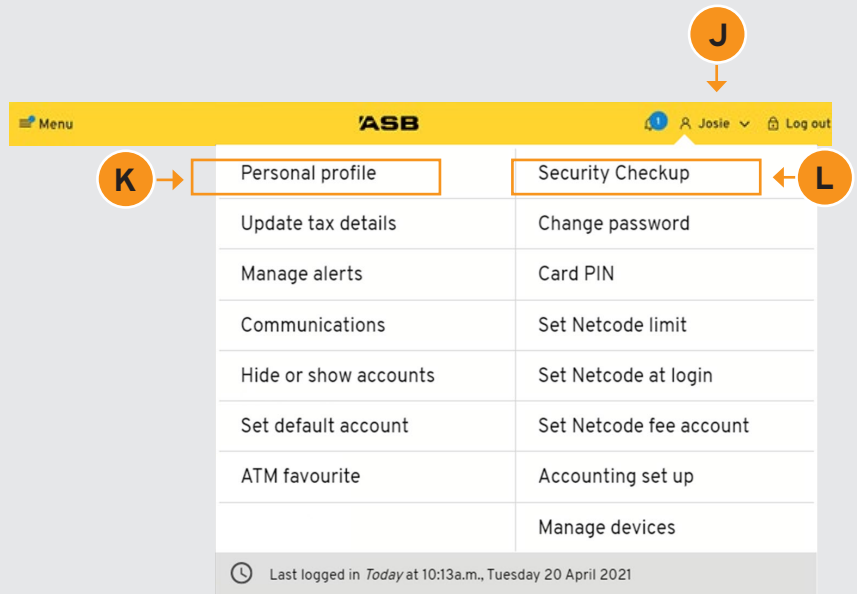 J
Menu ASB 1 Josie Log out
K Personal profile Security Checkup L
Update tax details Change password
Manage alerts Card PIN
Communications Set Netcode limit
Hide or show accounts Set Netcode at login
Set default account Set Netcode fee account
ATM favourite Accounting set up
Manage devices
Last logged in Today at 10:13a.m., Tuesday 20 April 2021